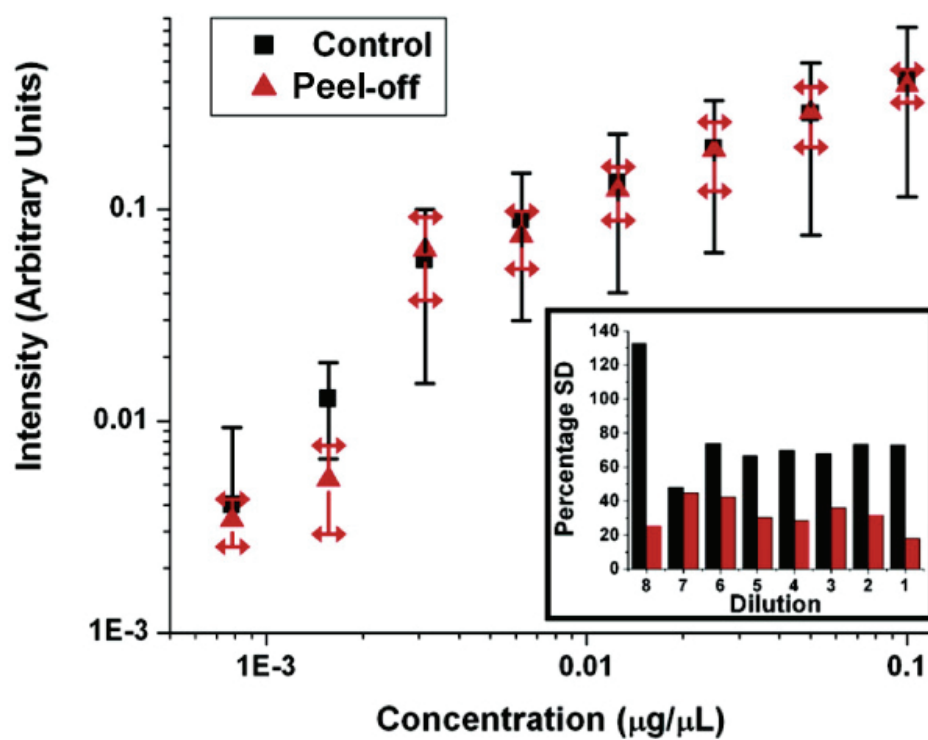 Control
Peel-off
Intensity (Arbitrary Units)
0.1
0.01
1E-3
1E-3
0.01
0.1
Concentration (μg/μL)
Percentage SD
140
120
100
80
60
40
20
0
8 7 6 5 4 3 2 1
Dilution